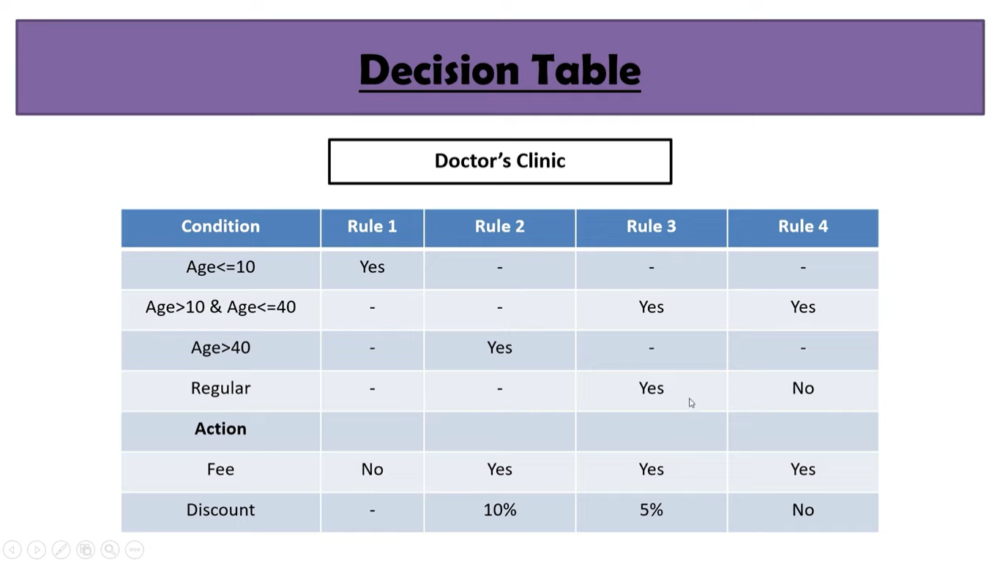 Decision Table
Doctor’s Clinic
Condition Rule 1 Rule 2 Rule 3 Rule 4
Age<=10 Yes - - -
Age>10 & Age<=40 - - Yes Yes
Age>40 - Yes - -
Regular - - Yes No
Action
Fee No Yes Yes Yes
Discount - 10% 5% No